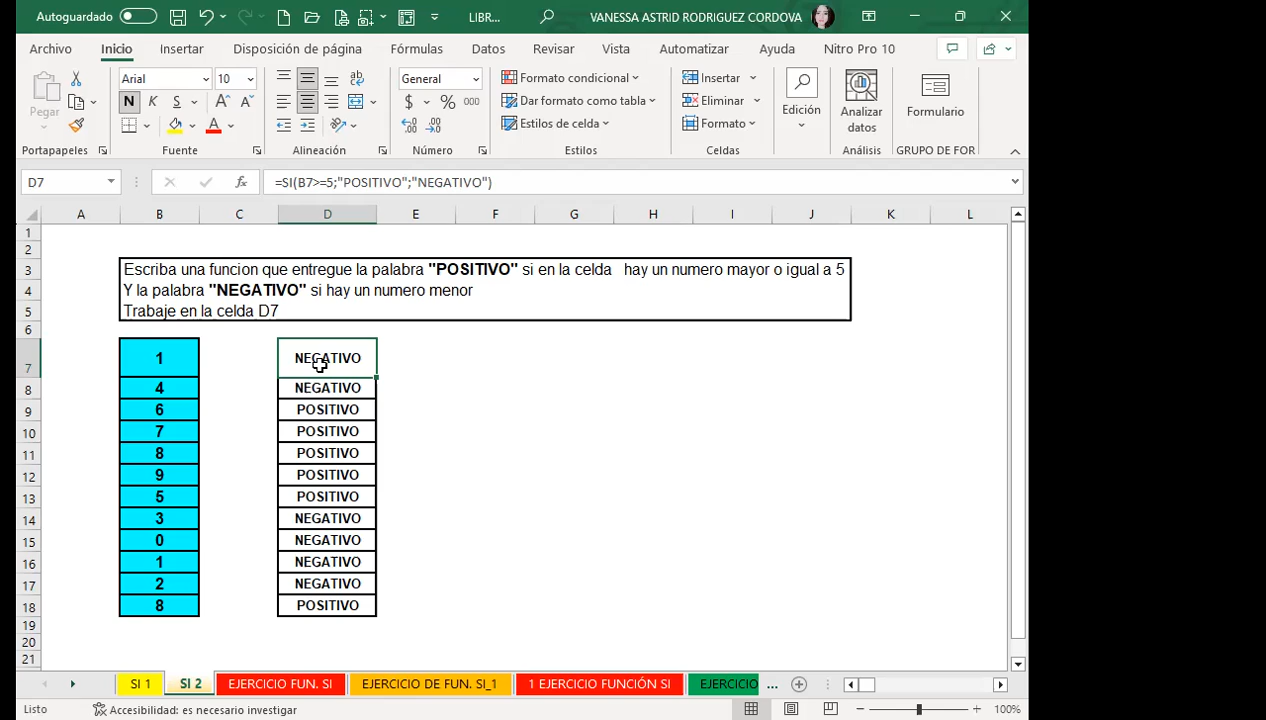 Autoguardado
LIBR...
VANESSA ASTRID RODRIGUEZ CORDOVA
Archivo Inicio Insertar Disposición de página Fórmulas Datos Revisar Vista Automatizar Ayuda Nitro Pro 10
Pegar
Arial 10
N K S
General
$ % 000
Formato condicional
Dar formato como tabla
Estilos de celda
Insertar
Eliminar
Formato
Edición
Analizar datos
Formulario
Portapapeles Fuente Alineación Número Estilos Celdas Análisis GRUPO DE FOR
D7 fx =SI(B7>=5;"POSITIVO";"NEGATIVO")
A B C D E F G H I J K L
1
2
3 Escriba una funcion que entregue la palabra "POSITIVO" si en la celda hay un numero mayor o igual a 5
4 Y la palabra "NEGATIVO" si hay un numero menor
5 Trabaje en la celda D7
6
7 1 NEGATIVO
8 4 NEGATIVO
9 6 POSITIVO
10 7 POSITIVO
11 8 POSITIVO
12 9 POSITIVO
13 5 POSITIVO
14 3 NEGATIVO
15 0 NEGATIVO
16 1 NEGATIVO
17 2 NEGATIVO
18 8 POSITIVO
19
20
21
SI 1 SI 2 EJERCICIO FUN. SI EJERCICIO DE FUN. SI_1 1 EJERCICIO FUNCIÓN SI EJERCICIO ...
Listo Accesibilidad: es necesario investigar 100%